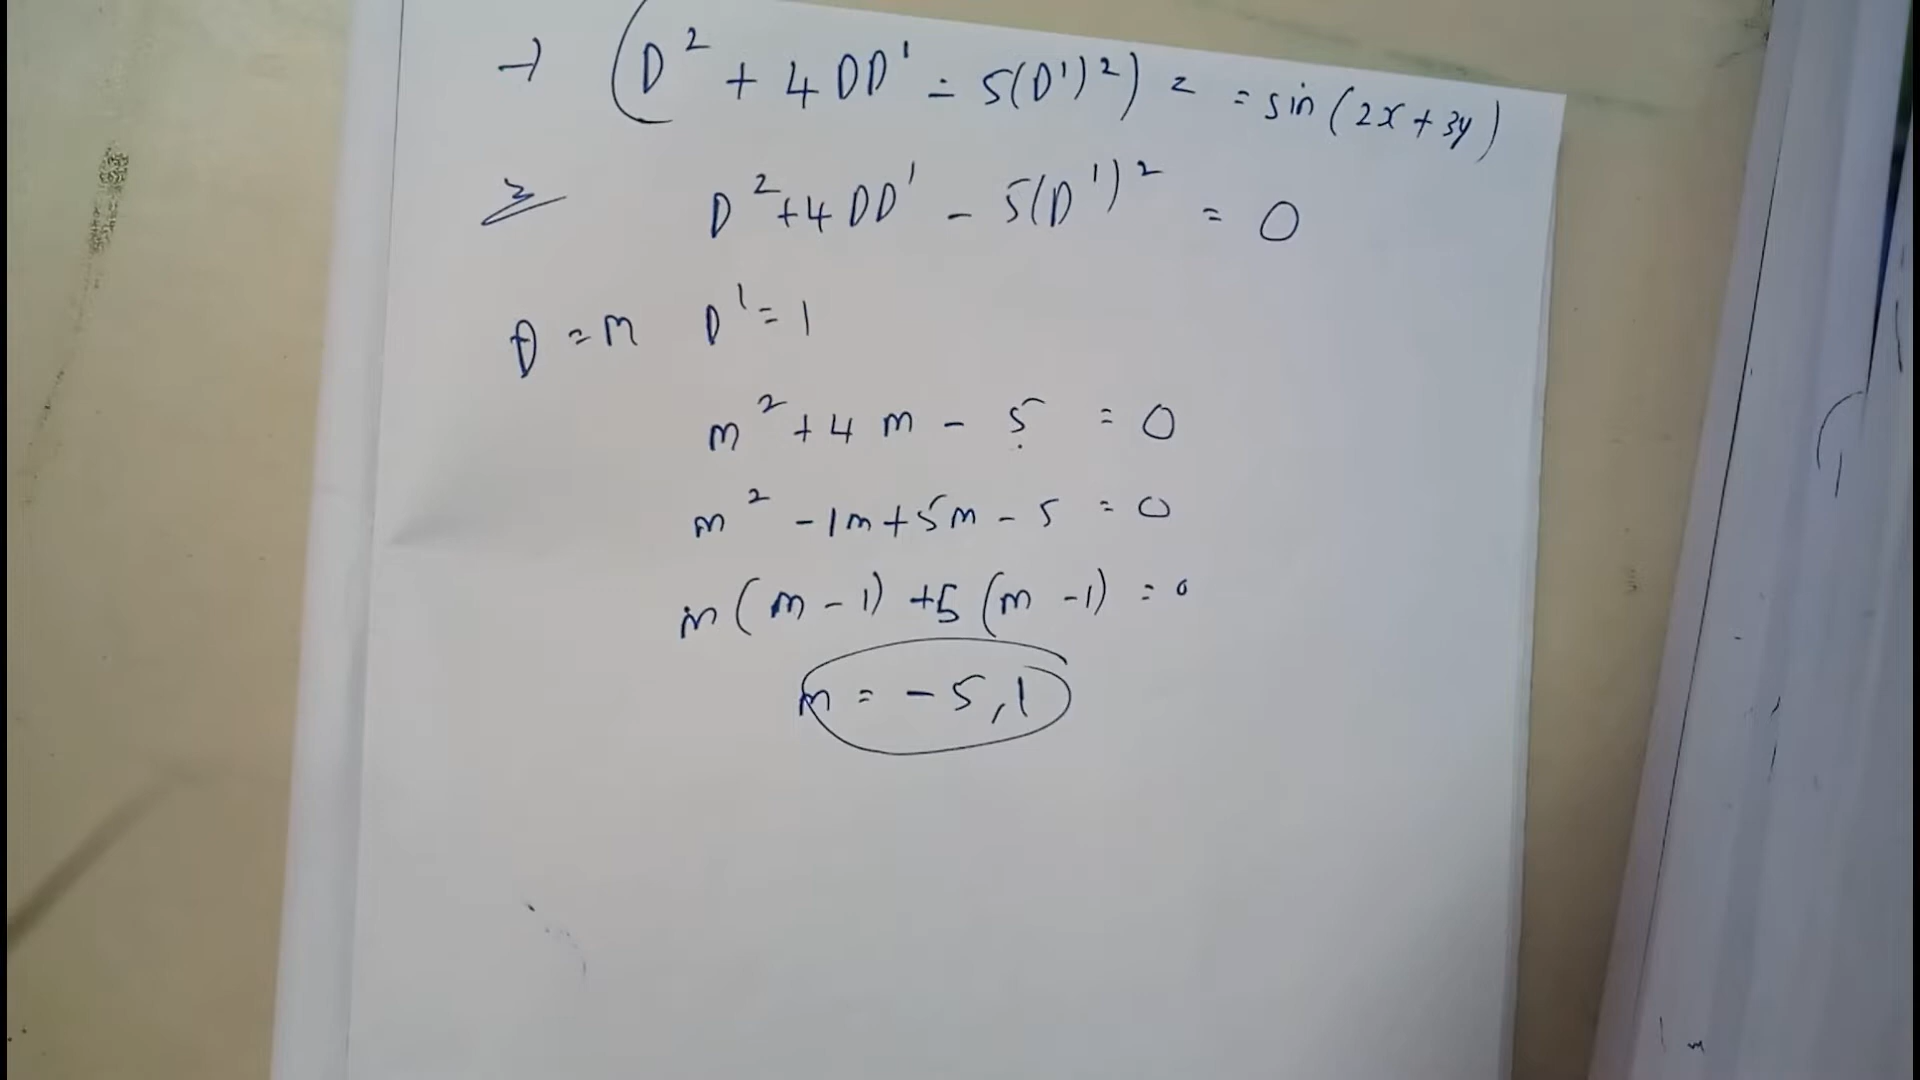 → (D² + 4DD' - 5(D')²) z = sin(2x+3y)
D² + 4DD' - 5(D')² = 0
D = m D' = 1
m² + 4m - 5 = 0
m² - 1m + 5m - 5 = 0
m(m - 1) + 5(m - 1) = 0
m = -5, 1